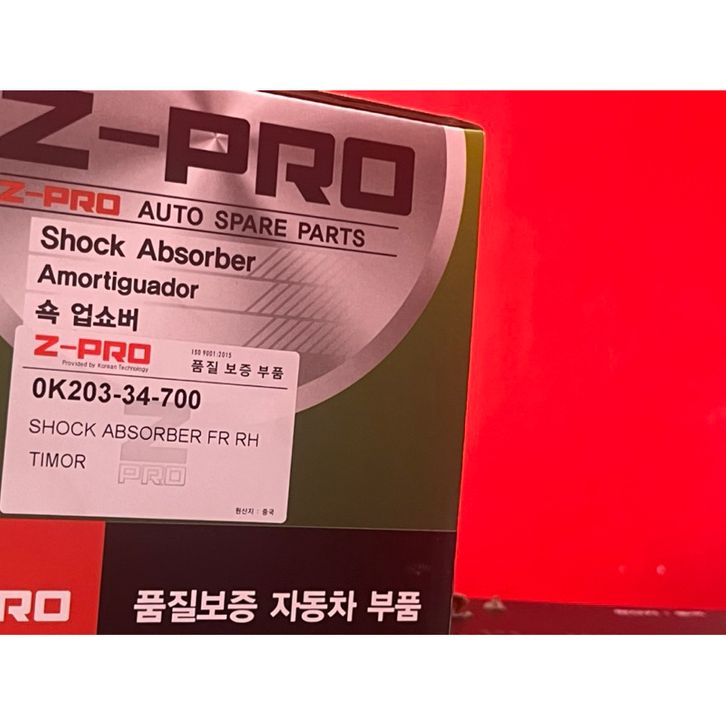 Z-PRO
Z-PRO AUTO SPARE PARTS
Shock Absorber
Amortiguador
쇽 업쇼버
Z-PRO
Provided by Korean Technology
ISO 9001:2015
품질 보증 부품
0K203-34-700
SHOCK ABSORBER FR RH
TIMOR
Z
PRO
원산지 : 중국
RO
품질보증 자동차 부품